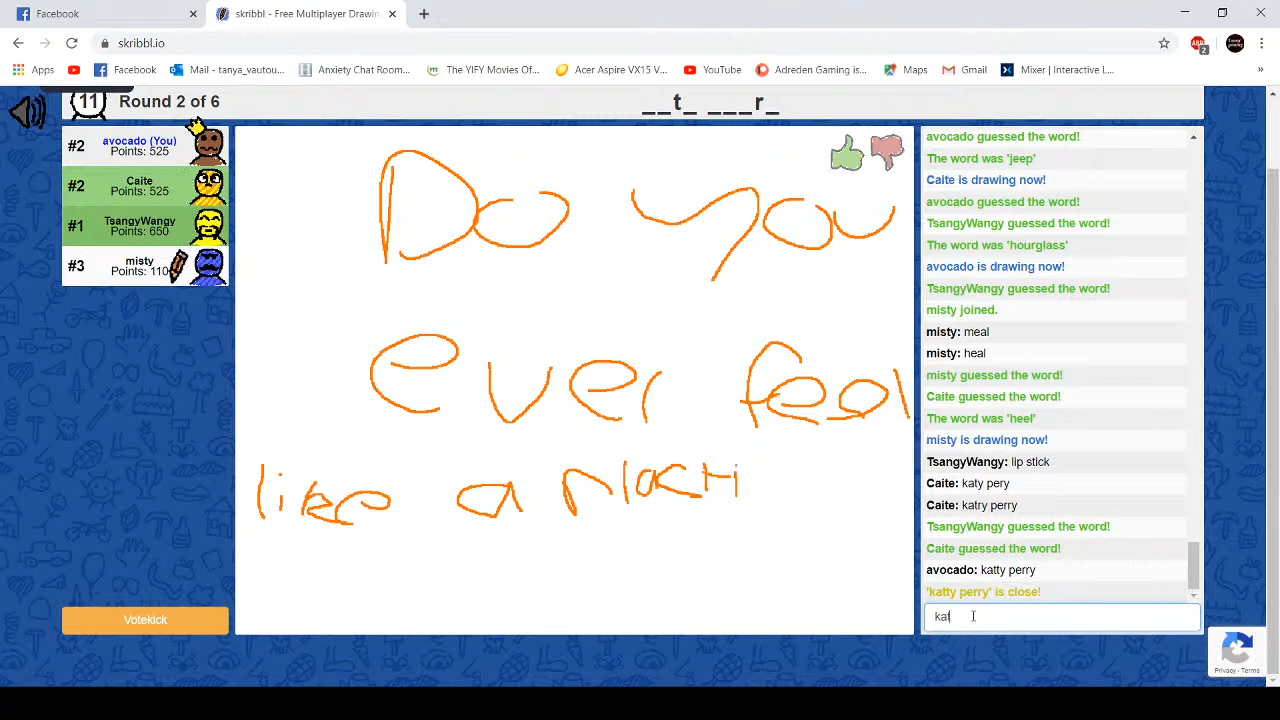 Facebook
skribbl - Free Multiplayer Drawin
skribbl.io
ABP
2
Apps
Facebook
Mail - tanya_vautou...
Anxiety Chat Room...
The YIFY Movies Of...
Acer Aspire VX15 V...
YouTube
Adreden Gaming is...
Maps
Gmail
Mixer | Interactive L...
»
11
Round 2 of 6
__t_ ___r_
#2
avocado (You)
Points: 525
#2
Caite
Points: 525
#1
TsangyWangy
Points: 650
#3
misty
Points: 110
Do you
ever feel
like a
avocado guessed the word!
The word was 'jeep'
Caite is drawing now!
avocado guessed the word!
TsangyWangy guessed the word!
The word was 'hourglass'
avocado is drawing now!
TsangyWangy guessed the word!
misty joined.
misty: meal
misty: heal
misty guessed the word!
Caite guessed the word!
The word was 'heel'
misty is drawing now!
TsangyWangy: lip stick
Caite: katy pery
Caite: katry perry
TsangyWangy guessed the word!
Caite guessed the word!
avocado: katty perry
'katty perry' is close!
kat
Votekick
Privacy - Terms